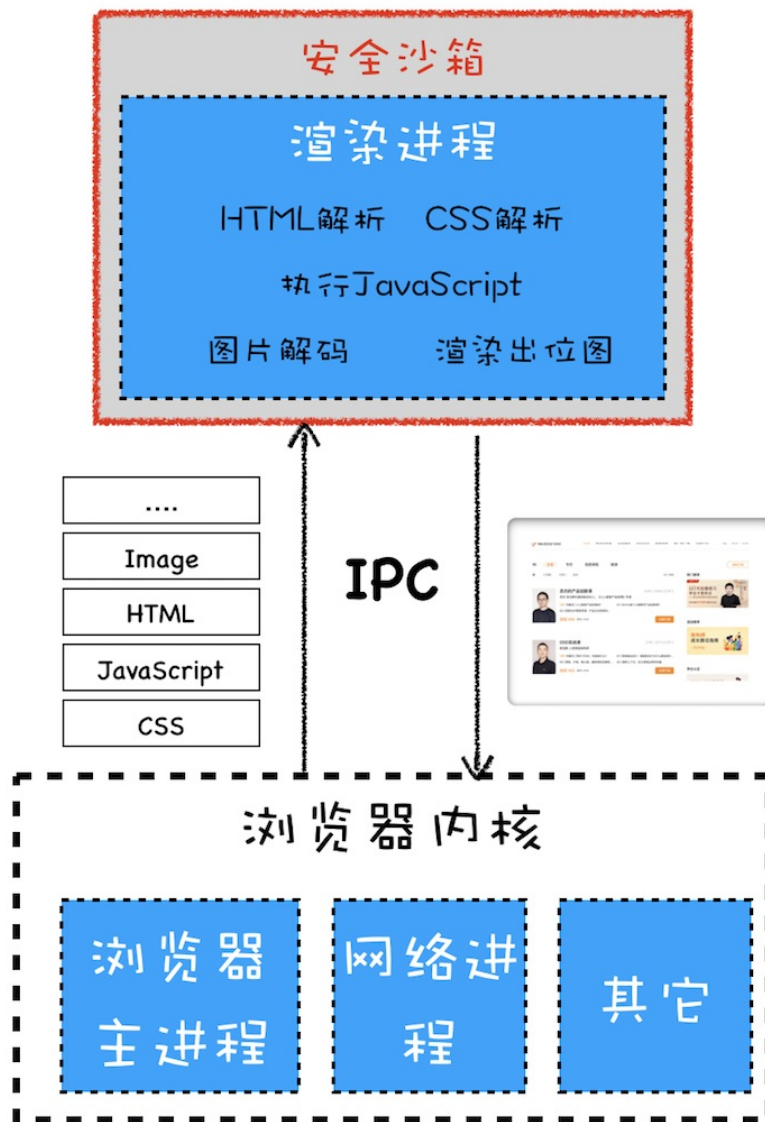 安全沙箱
渲染进程
HTML解析 CSS解析
执行JavaScript
图片解码 渲染出位图
....
Image
HTML
JavaScript
CSS
IPC
浏览器内核
浏览器
主进程
网络进
程
其它